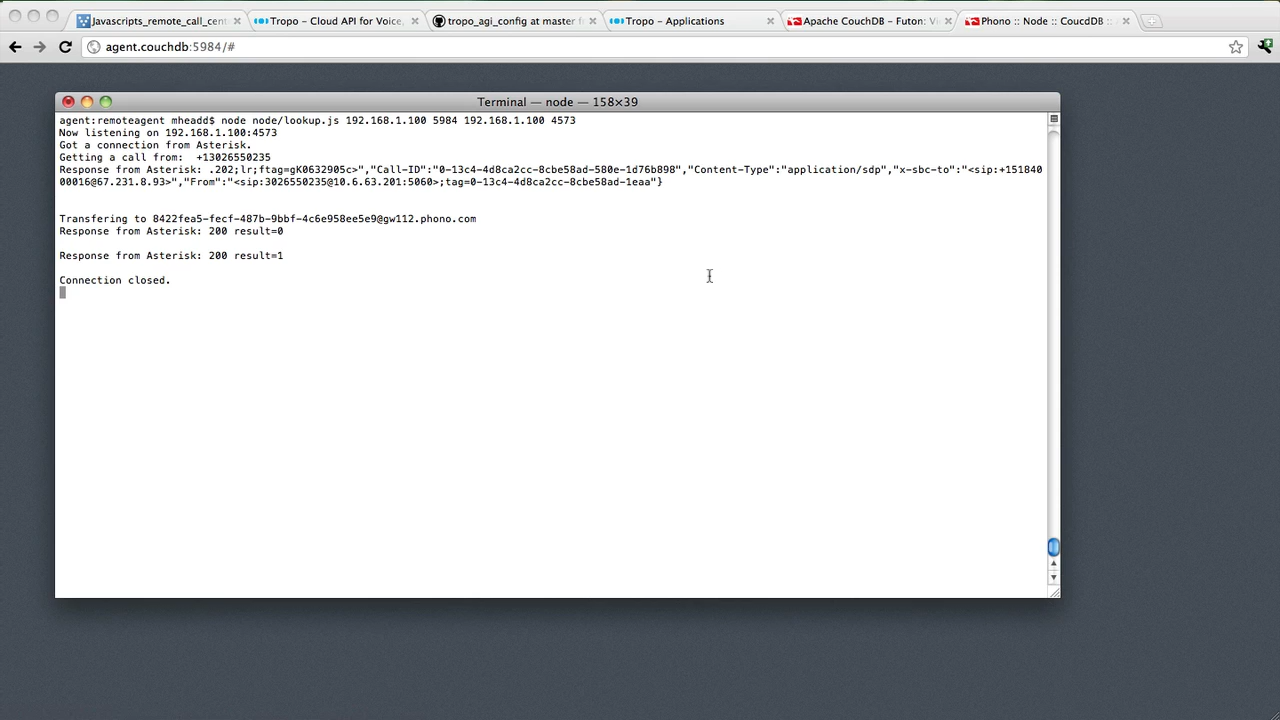 Javascripts_remote_call_cent
Tropo – Cloud API for Voice,
tropo_agi_config at master
Tropo – Applications
Apache CouchDB – Futon: Vi
Phono :: Node :: CoucdDB ::
agent.couchdb:5984/#
Terminal — node — 158×39
agent:remoteagent mheadd$ node node/lookup.js 192.168.1.100 5984 192.168.1.100 4573
Now listening on 192.168.1.100:4573
Got a connection from Asterisk.
Getting a call from:  +13026550235
Response from Asterisk: .202;lr;ftag=gK0632905c>","Call-ID":"0-13c4-4d8ca2cc-8cbe58ad-580e-1d76b898","Content-Type":"application/sdp","x-sbc-to":"<sip:+151840
00016@67.231.8.93>","From":"<sip:3026550235@10.6.63.201:5060>;tag=0-13c4-4d8ca2cc-8cbe58ad-1eaa"}
Transfering to 8422fea5-fecf-487b-9bbf-4c6e958ee5e9@gw112.phono.com
Response from Asterisk: 200 result=0
Response from Asterisk: 200 result=1
Connection closed.